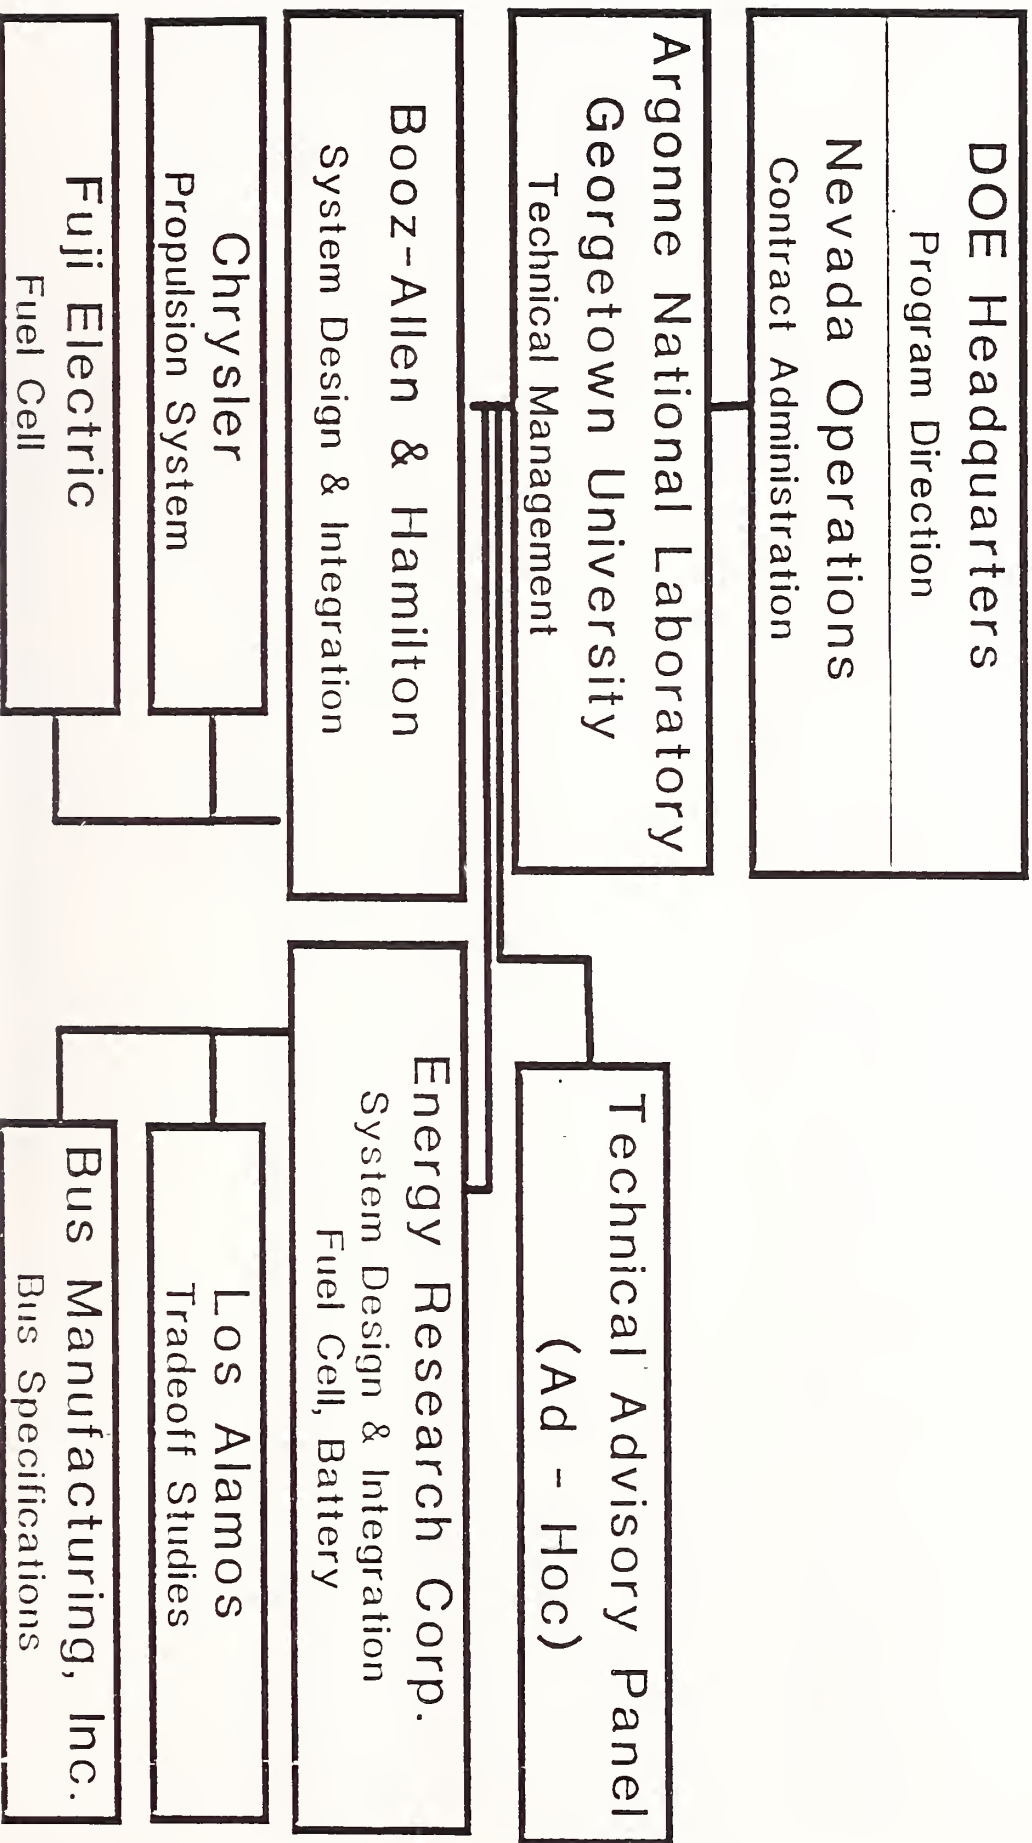 DOE Headquarters
Program Direction
Nevada Operations
Contract Administration
Argonne National Laboratory
Georgetown University
Technical Management
Technical Advisory Panel
(Ad - Hoc)
Booz-Allen & Hamilton
System Design & Integration
Energy Research Corp.
System Design & Integration
Fuel Cell, Battery
Chrysler
Propulsion System
Los Alamos
Tradeoff Studies
Fuji Electric
Fuel Cell
Bus Manufacturing, Inc.
Bus Specifications